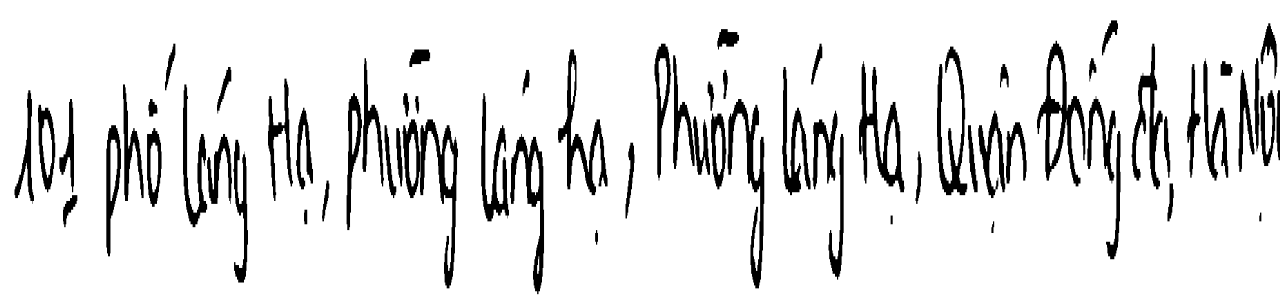 101 phố Láng Hạ, phường Láng hạ, Phường Láng Hạ, Quận Đống Đa, Hà Nội